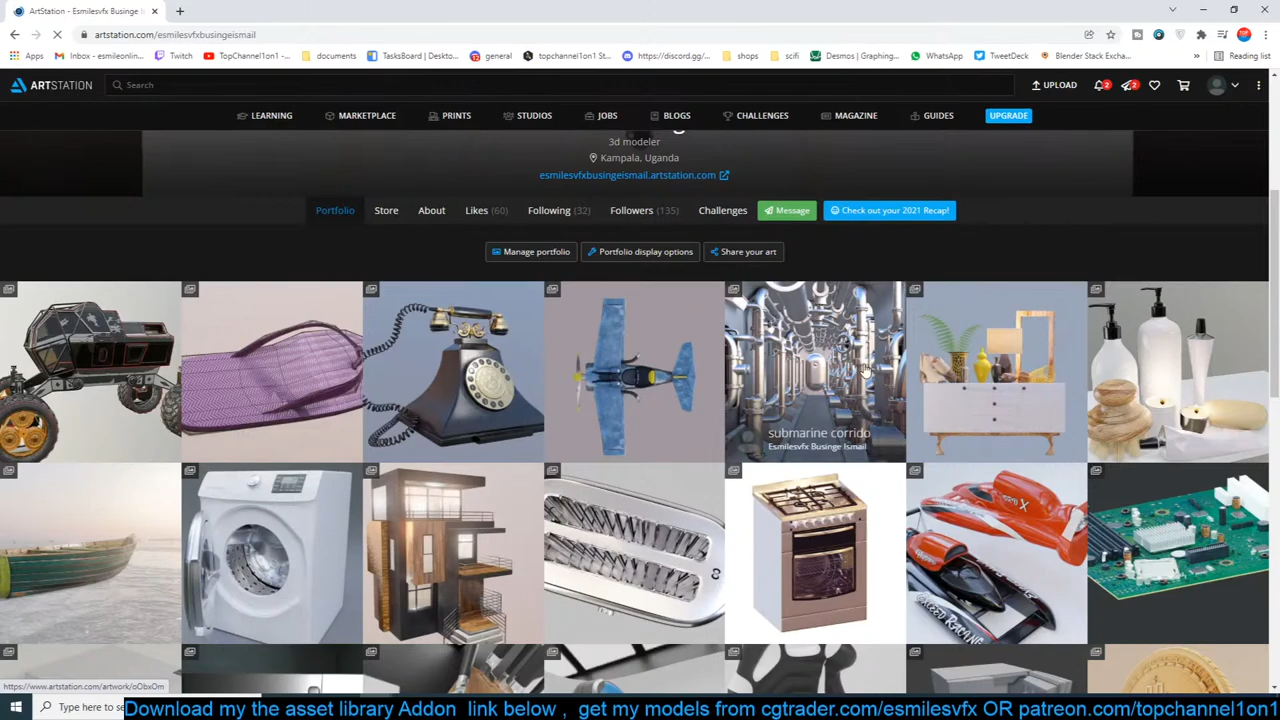 ArtStation - Esmilesvfx Businge I
artstation.com/esmilesvfxbusingeismail
Apps
Inbox - esmileonlin...
Twitch
TopChannel1on1 - Y...
documents
TasksBoard | Deskto...
general
topchannel1on1 St...
https://discord.gg/...
shops
scifi
Desmos | Graphing...
WhatsApp
TweetDeck
Blender Stack Excha...
»
Reading list
ARTSTATION
Search
UPLOAD
2
2
LEARNING
MARKETPLACE
PRINTS
STUDIOS
JOBS
BLOGS
CHALLENGES
MAGAZINE
GUIDES
UPGRADE
3d modeler
Kampala, Uganda
esmilesvfxbusingeismail.artstation.com
Portfolio
Store
About
Likes (60)
Following (32)
Followers (135)
Challenges
Message
Check out your 2021 Recap!
Manage portfolio
Portfolio display options
Share your art
submarine corrido
Esmilesvfx Businge Ismail
https://www.artstation.com/artwork/oObxOm
Type here to se
Download my the asset library Addon link below , get my models from cgtrader.com/esmilesvfx OR patreon.com/topchannel1on1